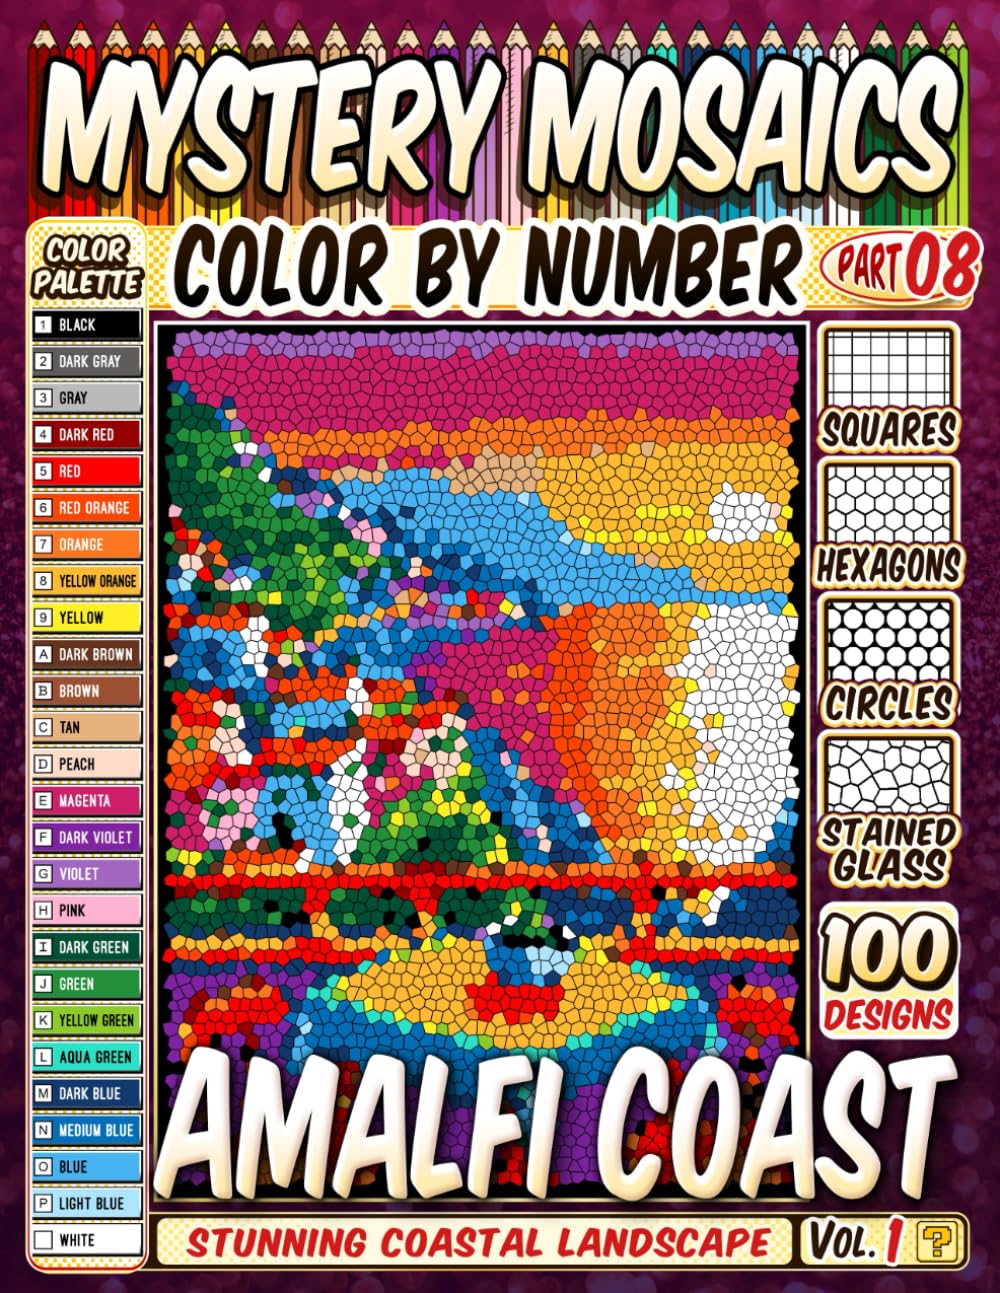 MYSTERY MOSAICS
COLOR BY NUMBER
PART 08
COLOR
PALETTE
1 BLACK
2 DARK GRAY
3 GRAY
4 DARK RED
5 RED
6 RED ORANGE
7 ORANGE
8 YELLOW ORANGE
9 YELLOW
A DARK BROWN
B BROWN
C TAN
D PEACH
E MAGENTA
F DARK VIOLET
G VIOLET
H PINK
I DARK GREEN
J GREEN
K YELLOW GREEN
L AQUA GREEN
M DARK BLUE
N MEDIUM BLUE
O BLUE
P LIGHT BLUE
WHITE
SQUARES
HEXAGONS
CIRCLES
STAINED
GLASS
100
DESIGNS
AMALFI COAST
STUNNING COASTAL LANDSCAPE
VOL. 1 ?